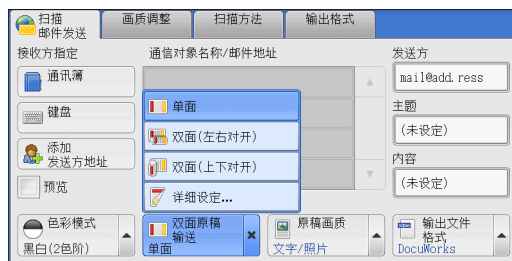 扫描
邮件发送
画质调整
扫描方法
输出格式
接收方指定
通信对象名称/邮件地址
发送方
通讯簿
mail@add.ress
键盘
单面
主题
(未设定)
双面(左右对开)
添加
发送方地址
双面(上下对开)
内容
(未设定)
预览
详细设定...
色彩模式
黑白(2色阶)
双面原稿
输送
单面
原稿画质
文字/照片
输出文件
格式
DocuWorks